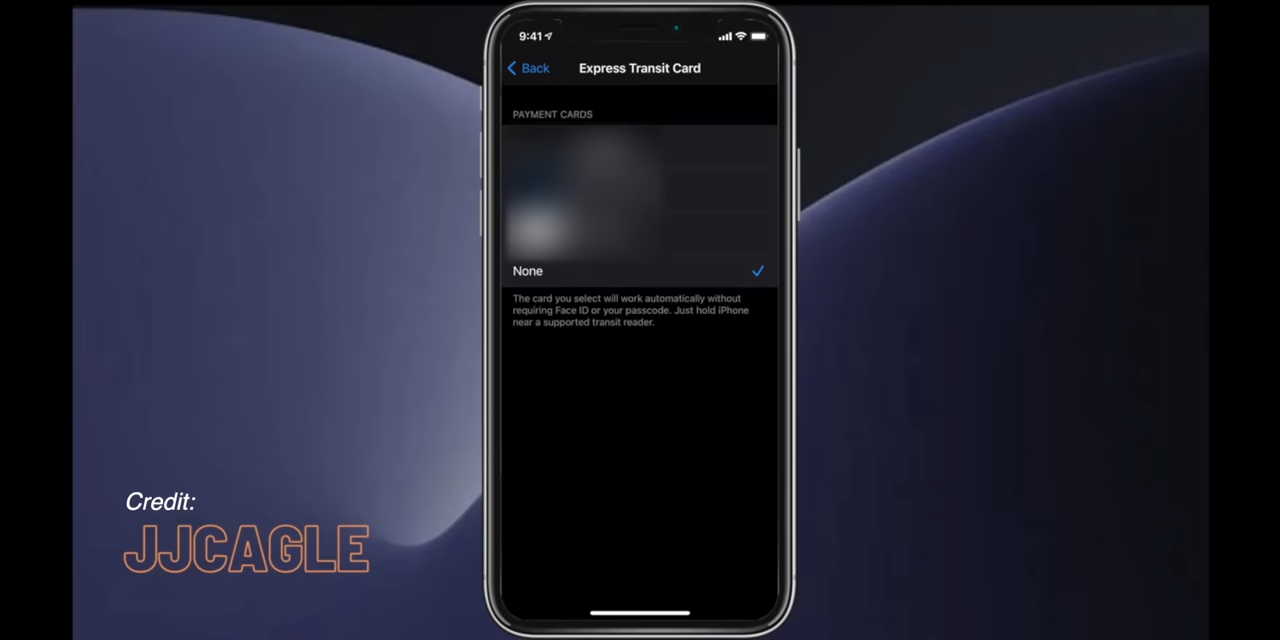 9:41
Back
Express Transit Card
PAYMENT CARDS
None
The card you select will work automatically without
requiring Face ID or your passcode. Just hold iPhone
near a supported transit reader.
Credit:
JJCAGLE